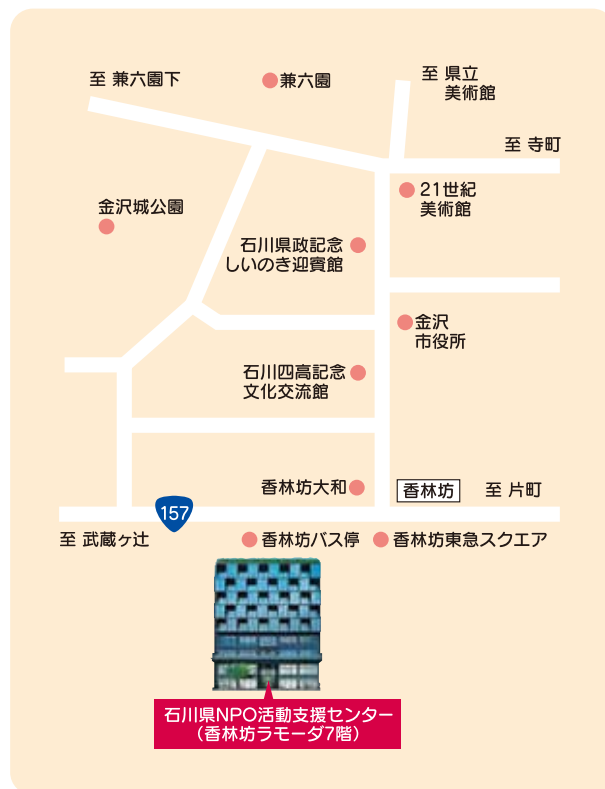 至 兼六園下
兼六園
至 県立
美術館
至 寺町
21世紀
美術館
金沢城公園
石川県政記念
しいのき迎賓館
金沢
市役所
石川四高記念
文化交流館
香林坊大和
香林坊
至 片町
157
至 武蔵ヶ辻
香林坊バス停
香林坊東急スクエア
石川県NPO活動支援センター
（香林坊ラモーダ7階）